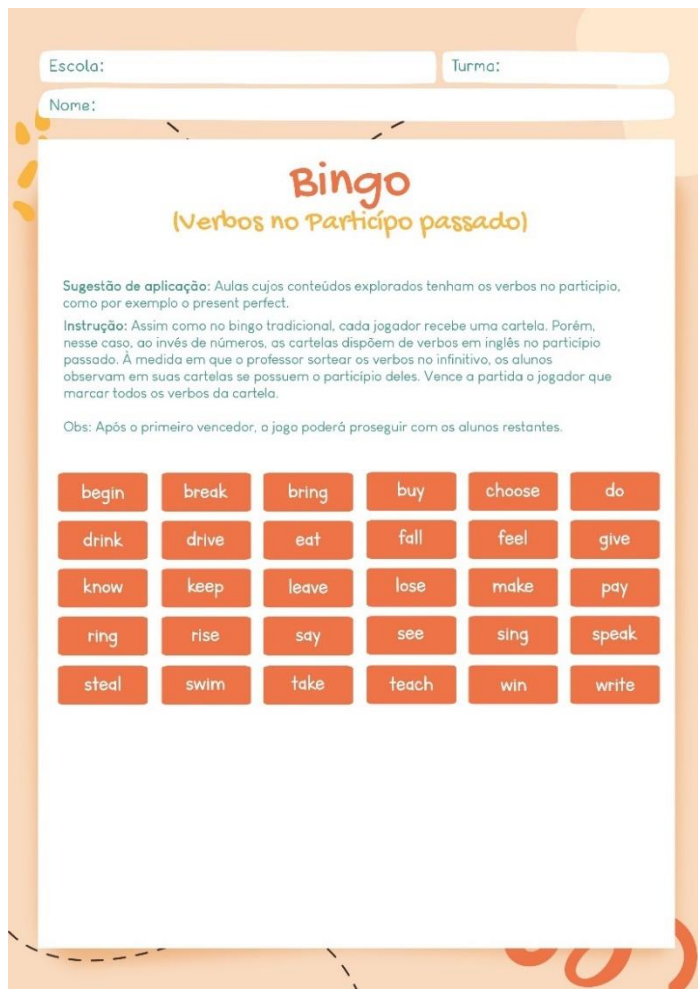 Escola:
Turma:
Nome:
Bingo
(Verbos no Particípo passado)
Sugestão de aplicação: Aulas cujos conteúdos explorados tenham os verbos no participio,
como por exemplo o present perfect.
Instrução: Assim como no bingo tradicional, cada jogador recebe uma cartela. Porém,
nesse caso, ao invés de números, as cartelas dispõem de verbos em inglês no particípio
passado. À medida em que o professor sortear os verbos no infinitivo, os alunos
observam em suas cartelas se possuem o particípio deles. Vence a partida o jogador que
marcar todos os verbos da cartela.
Obs: Após o primeiro vencedor, o jogo poderá proseguir com os alunos restantes.
begin break bring buy choose do
drink drive eat fall feel give
know keep leave lose make pay
ring rise say see sing speak
steal swim take teach win write